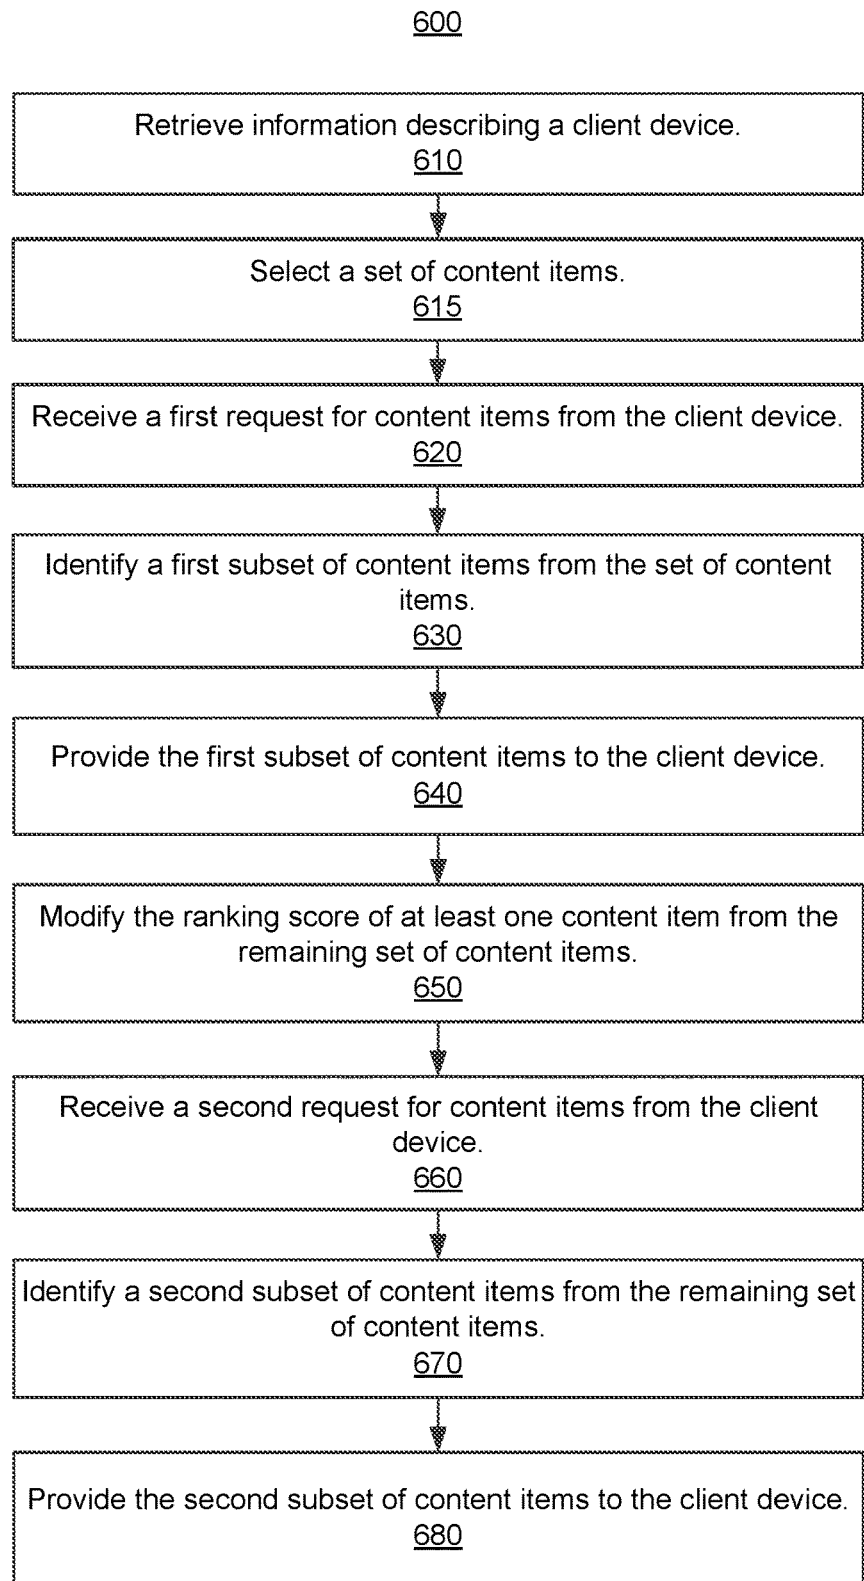 600
Retrieve information describing a client device.
610
Select a set of content items.
615
Receive a first request for content items from the client device.
620
Identify a first subset of content items from the set of content
items.
630
Provide the first subset of content items to the client device.
640
Modify the ranking score of at least one content item from the
remaining set of content items.
650
Receive a second request for content items from the client
device.
660
Identify a second subset of content items from the remaining set
of content items.
670
Provide the second subset of content items to the client device.
680